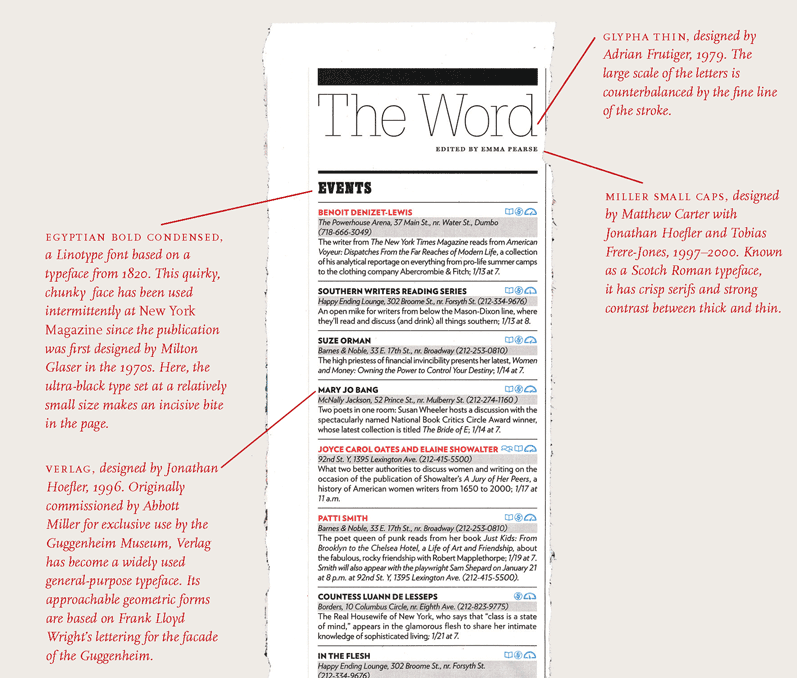 GLYPHA THIN, designed by
Adrian Frutiger, 1979. The
large scale of the letters is
counterbalanced by the fine line
of the stroke.
The Word
EDITED BY EMMA PEARSE
MILLER SMALL CAPS, designed
by Matthew Carter with
Jonathan Hoefler and Tobias
Frere-Jones, 1997–2000. Known
as a Scotch Roman typeface,
it has crisp serifs and strong
contrast between thick and thin.
EGYPTIAN BOLD CONDENSED,
a Linotype font based on a
typeface from 1820. This quirky,
chunky face has been used
intermittently at New York
Magazine since the publication
was first designed by Milton
Glaser in the 1970s. Here, the
ultra-black type set at a relatively
small size makes an incisive bite
in the page.
VERLAG, designed by Jonathan
Hoefler, 1996. Originally
commissioned by Abbott
Miller for exclusive use by the
Guggenheim Museum, Verlag
has become a widely used
general-purpose typeface. Its
approachable geometric forms
are based on Frank Lloyd
Wright's lettering for the facade
of the Guggenheim.
EVENTS
BENOIT DENIZET-LEWIS
The Powerhouse Arena, 37 Main St., nr. Water St., Dumbo
(718-666-3049)
The writer from The New York Times Magazine reads from American
Voyeur: Dispatches From the Far Reaches of Modern Life, a collection
of his analytical reportage on everything from pro-life summer camps
to the clothing company Abercrombie & Fitch; 1/13 at 7.
SOUTHERN WRITERS READING SERIES
Happy Ending Lounge, 302 Broome St., nr. Forsyth St. (212-334-9676)
An open mike for writers from below the Mason-Dixon line, where
they'll read and discuss (and drink) all things southern; 1/13 at 8.
SUZE ORMAN
Barnes & Noble, 33 E. 17th St., nr. Broadway (212-253-0810)
The high priestess of financial invincibility presents her latest, Women
and Money: Owning the Power to Control Your Destiny; 1/14 at 7.
MARY JO BANG
McNally Jackson, 52 Prince St., nr. Mulberry St. (212-274-1160 )
Two poets in one room: Susan Wheeler hosts a discussion with the
spectacularly named National Book Critics Circle Award winner,
whose latest collection is titled The Bride of E; 1/14 at 7.
JOYCE CAROL OATES AND ELAINE SHOWALTER
92nd St. Y, 1395 Lexington Ave. (212-415-5500)
What two better authorities to discuss women and writing on the
occasion of the publication of Showalter's A Jury of Her Peers, a
history of American women writers from 1650 to 2000; 1/17 at
11 a.m.
PATTI SMITH
Barnes & Noble, 33 E. 17th St., nr. Broadway (212-253-0810)
The poet queen of punk reads from her book Just Kids: From
Brooklyn to the Chelsea Hotel, a Life of Art and Friendship, about
the fabulous, rocky friendship with Robert Mapplethorpe; 1/19 at 7.
Smith will also appear with the playwright Sam Shepard on January 21
at 8 p.m. at 92nd St. Y, 1395 Lexington Ave. (212-415-5500).
COUNTESS LUANN DE LESSEPS
Borders, 10 Columbus Circle, nr. Eighth Ave. (212-823-9775)
The Real Housewife of New York, who says that "class is a state
of mind," appears in the glamorous flesh to share her intimate
knowledge of sophisticated living; 1/21 at 7.
IN THE FLESH
Happy Ending Lounge, 302 Broome St., nr. Forsyth St.
(212-334-9676)